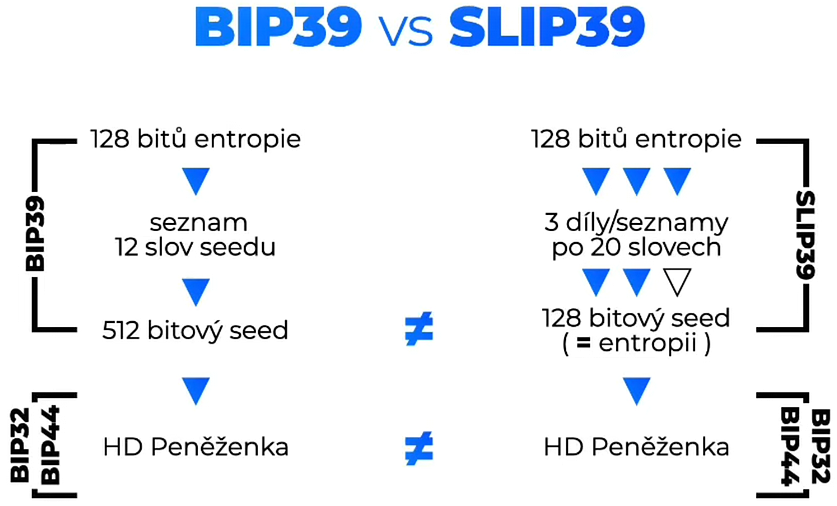 BIP39 vs SLIP39
128 bitů entropie
seznam
12 slov seedu
512 bitový seed
HD Peněženka
BIP39
BIP32
BIP44
≠
≠
128 bitů entropie
3 díly/seznamy
po 20 slovech
128 bitový seed
( = entropii )
HD Peněženka
SLIP39
BIP32
BIP44